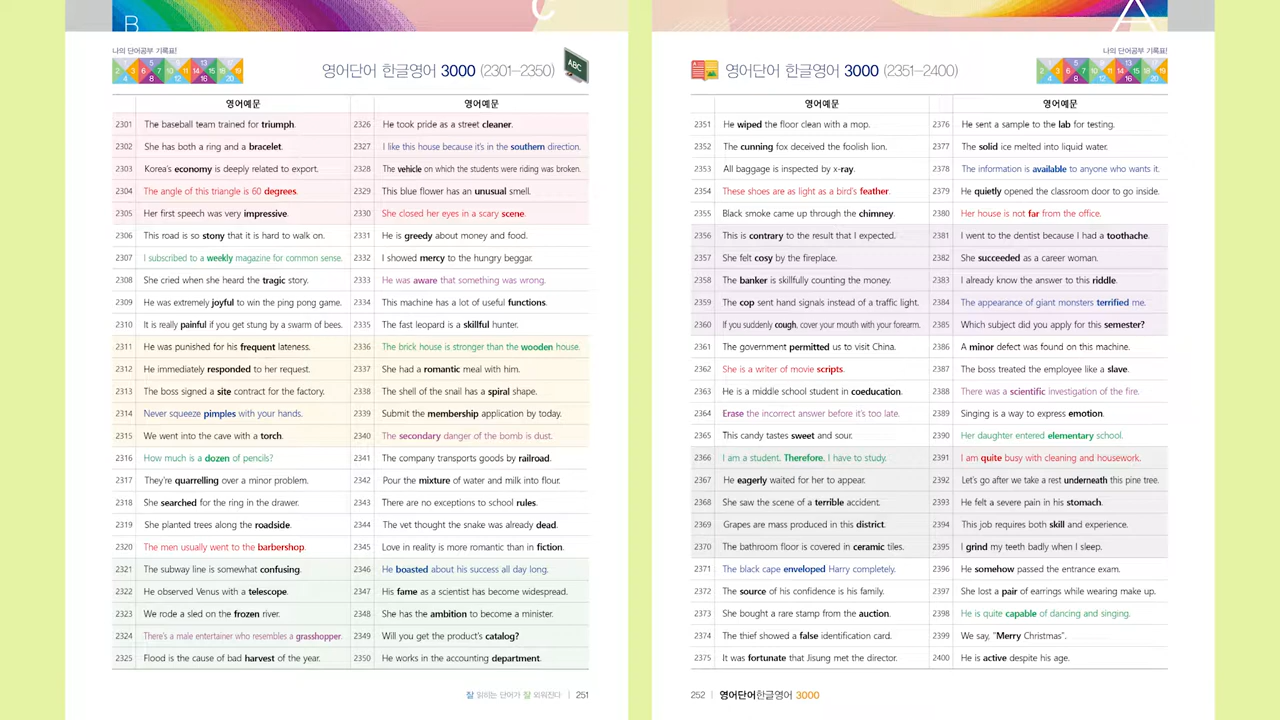 B
C
나의 단어공부 기록표!
영어단어 한글영어 3000 (2301–2350)
ABC
영어예문
영어예문
2301 The baseball team trained for triumph.
2302 She has both a ring and a bracelet.
2303 Korea's economy is deeply related to export.
2304 The angle of this triangle is 60 degrees.
2305 Her first speech was very impressive.
2306 This road is so stony that it is hard to walk on.
2307 I subscribed to a weekly magazine for common sense.
2308 She cried when she heard the tragic story.
2309 He was extremely joyful to win the ping pong game.
2310 It is really painful if you get stung by a swarm of bees.
2311 He was punished for his frequent lateness.
2312 He immediately responded to her request.
2313 The boss signed a site contract for the factory.
2314 Never squeeze pimples with your hands.
2315 We went into the cave with a torch.
2316 How much is a dozen of pencils?
2317 They're quarrelling over a minor problem.
2318 She searched for the ring in the drawer.
2319 She planted trees along the roadside.
2320 The men usually went to the barbershop.
2321 The subway line is somewhat confusing.
2322 He observed Venus with a telescope.
2323 We rode a sled on the frozen river.
2324 There's a male entertainer who resembles a grasshopper.
2325 Flood is the cause of bad harvest of the year.
2326 He took pride as a street cleaner.
2327 I like this house because it's in the southern direction.
2328 The vehicle on which the students were riding was broken.
2329 This blue flower has an unusual smell.
2330 She closed her eyes in a scary scene.
2331 He is greedy about money and food.
2332 I showed mercy to the hungry beggar.
2333 He was aware that something was wrong.
2334 This machine has a lot of useful functions.
2335 The fast leopard is a skillful hunter.
2336 The brick house is stronger than the wooden house.
2337 She had a romantic meal with him.
2338 The shell of the snail has a spiral shape.
2339 Submit the membership application by today.
2340 The secondary danger of the bomb is dust.
2341 The company transports goods by railroad.
2342 Pour the mixture of water and milk into flour.
2343 There are no exceptions to school rules.
2344 The vet thought the snake was already dead.
2345 Love in reality is more romantic than in fiction.
2346 He boasted about his success all day long.
2347 His fame as a scientist has become widespread.
2348 She has the ambition to become a minister.
2349 Will you get the product's catalog?
2350 He works in the accounting department.
잘 읽히는 단어가 잘 외워진다 | 251
A
나의 단어공부 기록표!
영어단어 한글영어 3000 (2351–2400)
영어예문
영어예문
2351 He wiped the floor clean with a mop.
2352 The cunning fox deceived the foolish lion.
2353 All baggage is inspected by x-ray.
2354 These shoes are as light as a bird's feather.
2355 Black smoke came up through the chimney.
2356 This is contrary to the result that I expected.
2357 She felt cosy by the fireplace.
2358 The banker is skillfully counting the money.
2359 The cop sent hand signals instead of a traffic light.
2360 If you suddenly cough, cover your mouth with your forearm.
2361 The government permitted us to visit China.
2362 She is a writer of movie scripts.
2363 He is a middle school student in coeducation.
2364 Erase the incorrect answer before it's too late.
2365 This candy tastes sweet and sour.
2366 I am a student. Therefore, I have to study.
2367 He eagerly waited for her to appear.
2368 She saw the scene of a terrible accident.
2369 Grapes are mass produced in this district.
2370 The bathroom floor is covered in ceramic tiles.
2371 The black cape enveloped Harry completely.
2372 The source of his confidence is his family.
2373 She bought a rare stamp from the auction.
2374 The thief showed a false identification card.
2375 It was fortunate that Jisung met the director.
2376 He sent a sample to the lab for testing.
2377 The solid ice melted into liquid water.
2378 The information is available to anyone who wants it.
2379 He quietly opened the classroom door to go inside.
2380 Her house is not far from the office.
2381 I went to the dentist because I had a toothache.
2382 She succeeded as a career woman.
2383 I already know the answer to this riddle.
2384 The appearance of giant monsters terrified me.
2385 Which subject did you apply for this semester?
2386 A minor defect was found on this machine.
2387 The boss treated the employee like a slave.
2388 There was a scientific investigation of the fire.
2389 Singing is a way to express emotion.
2390 Her daughter entered elementary school.
2391 I am quite busy with cleaning and housework.
2392 Let's go after we take a rest underneath this pine tree.
2393 He felt a severe pain in his stomach.
2394 This job requires both skill and experience.
2395 I grind my teeth badly when I sleep.
2396 He somehow passed the entrance exam.
2397 She lost a pair of earrings while wearing make up.
2398 He is quite capable of dancing and singing.
2399 We say, "Merry Christmas".
2400 He is active despite his age.
252 | 영어단어한글영어 3000